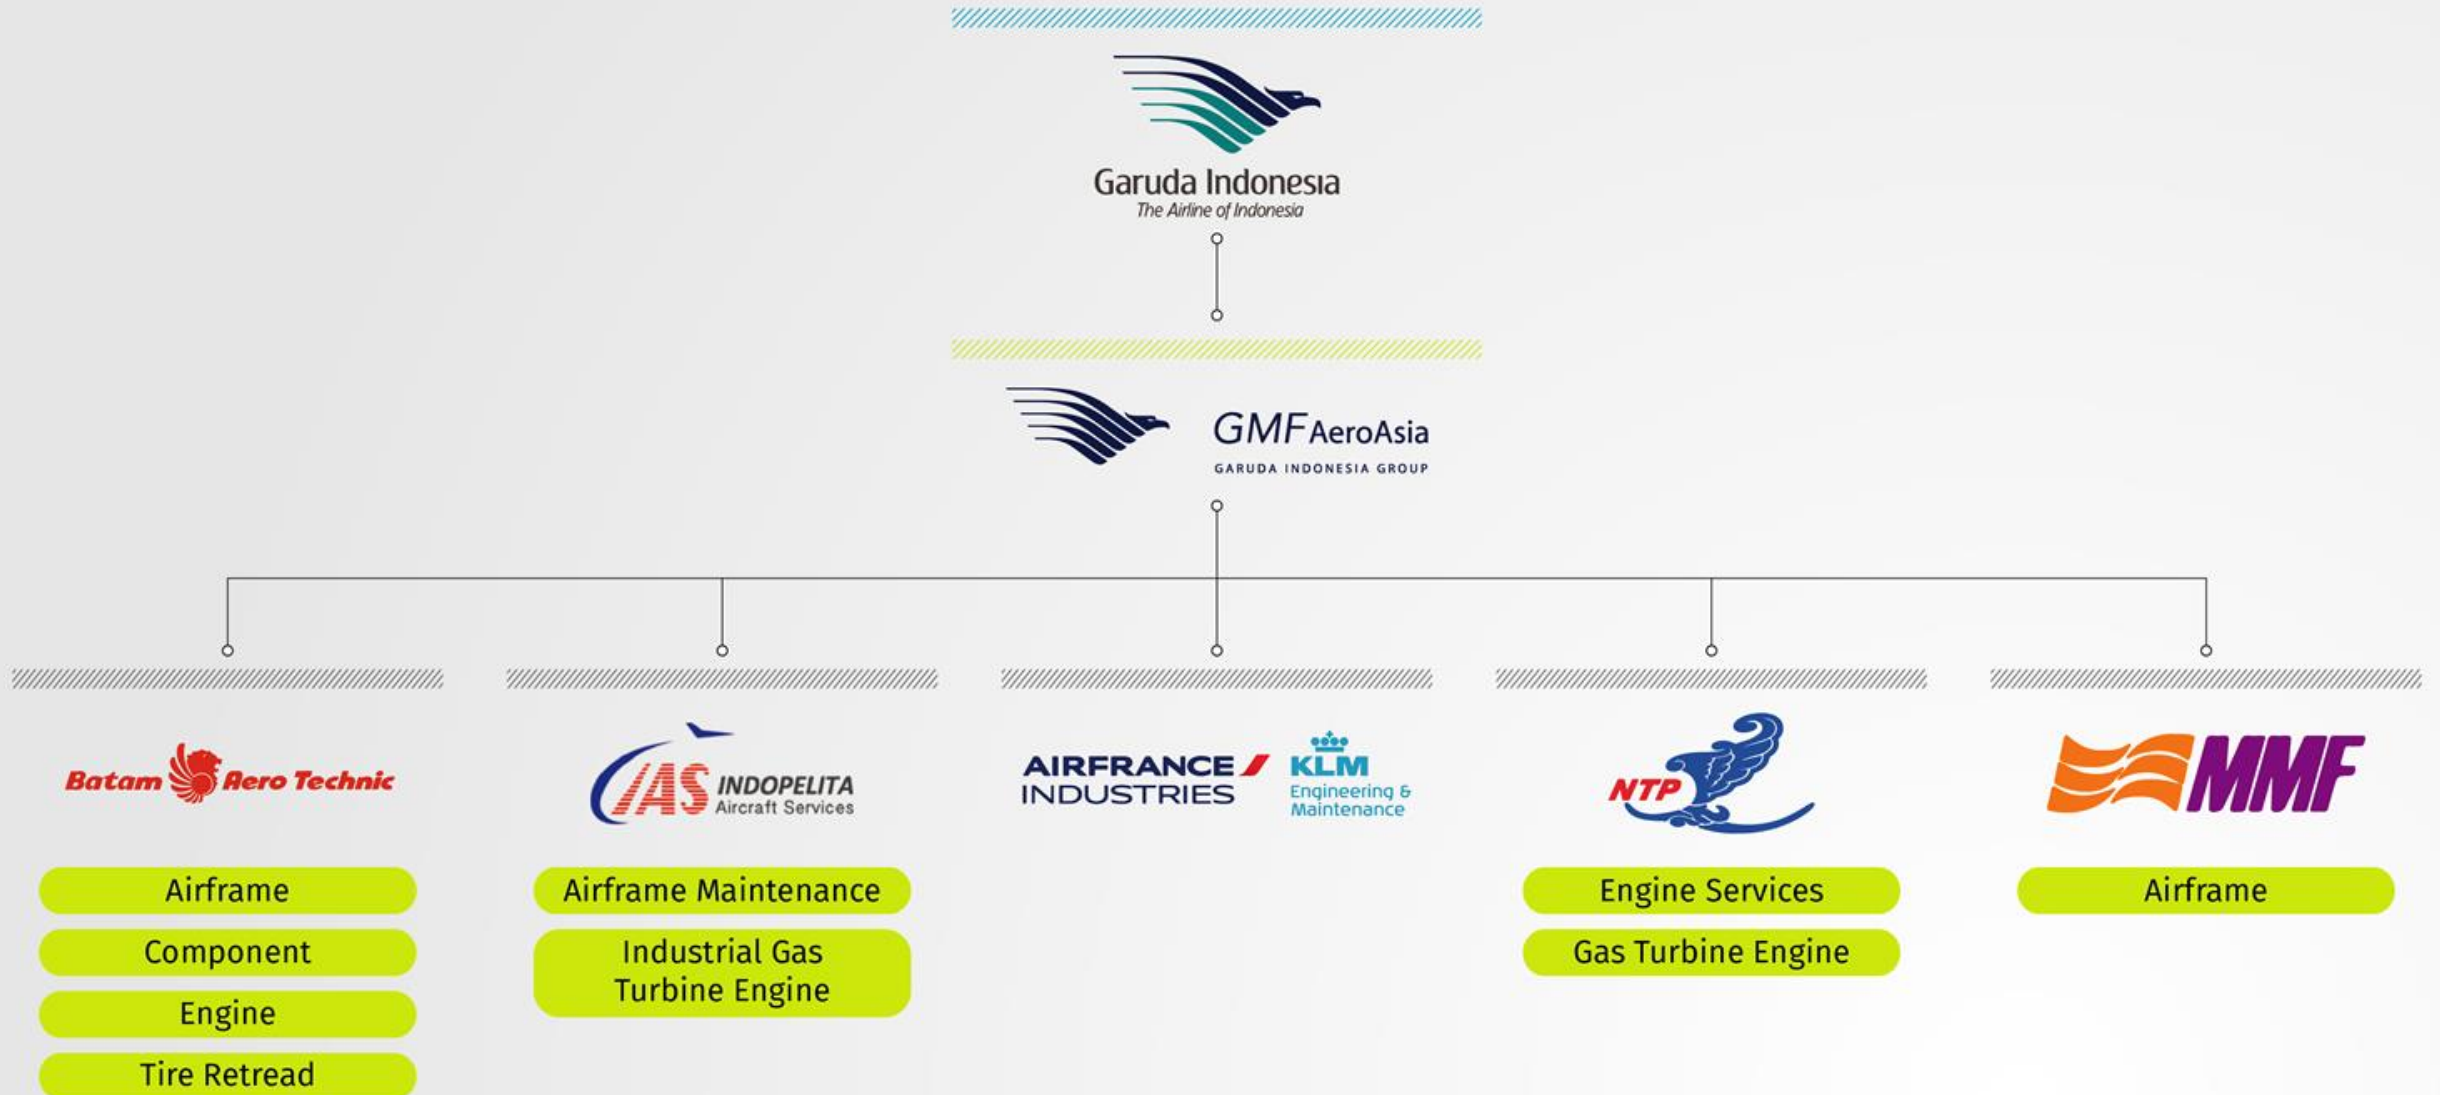 Garuda Indonesia
The Airline of Indonesia
GMF AeroAsia
GARUDA INDONESIA GROUP
Batam Aero Technic
Airframe
Component
Engine
Tire Retread
IAS INDOPELITA
Aircraft Services
Airframe Maintenance
Industrial Gas
Turbine Engine
AIRFRANCE KLM
INDUSTRIES Engineering &
Maintenance
NTP
Engine Services
Gas Turbine Engine
MMF
Airframe